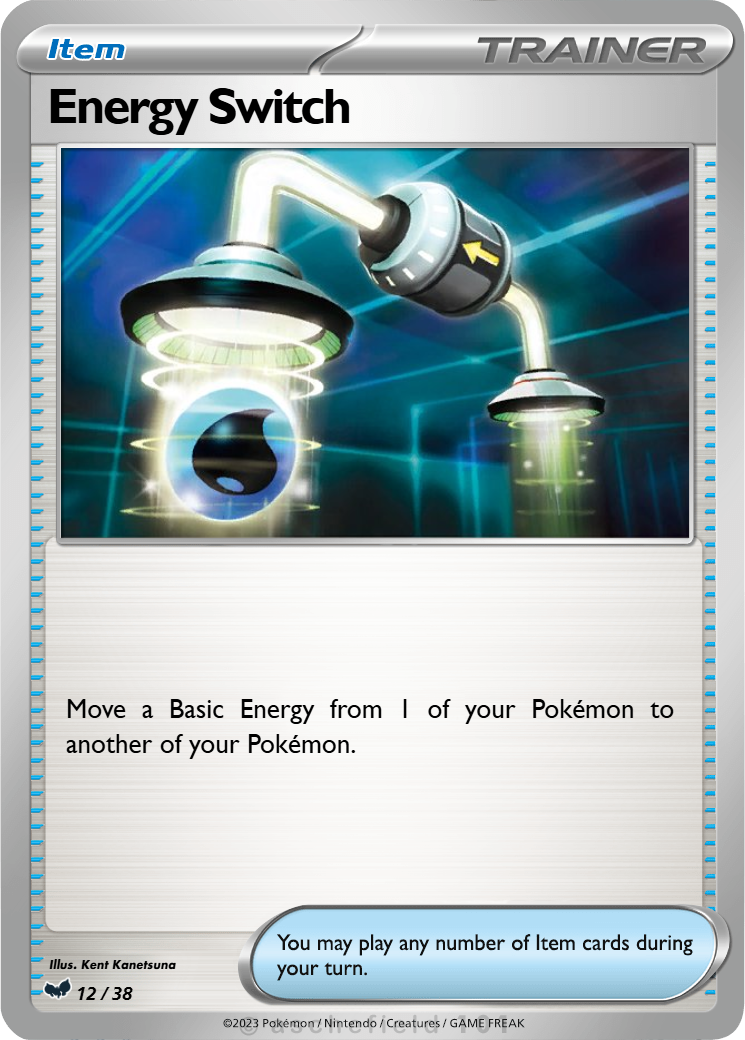 Item
TRAINER
Energy Switch
Move a Basic Energy from 1 of your Pokémon to
another of your Pokémon.
You may play any number of Item cards during
your turn.
Illus. Kent Kanetsuna
12 / 38
©2023 Pokémon / Nintendo / Creatures / GAME FREAK